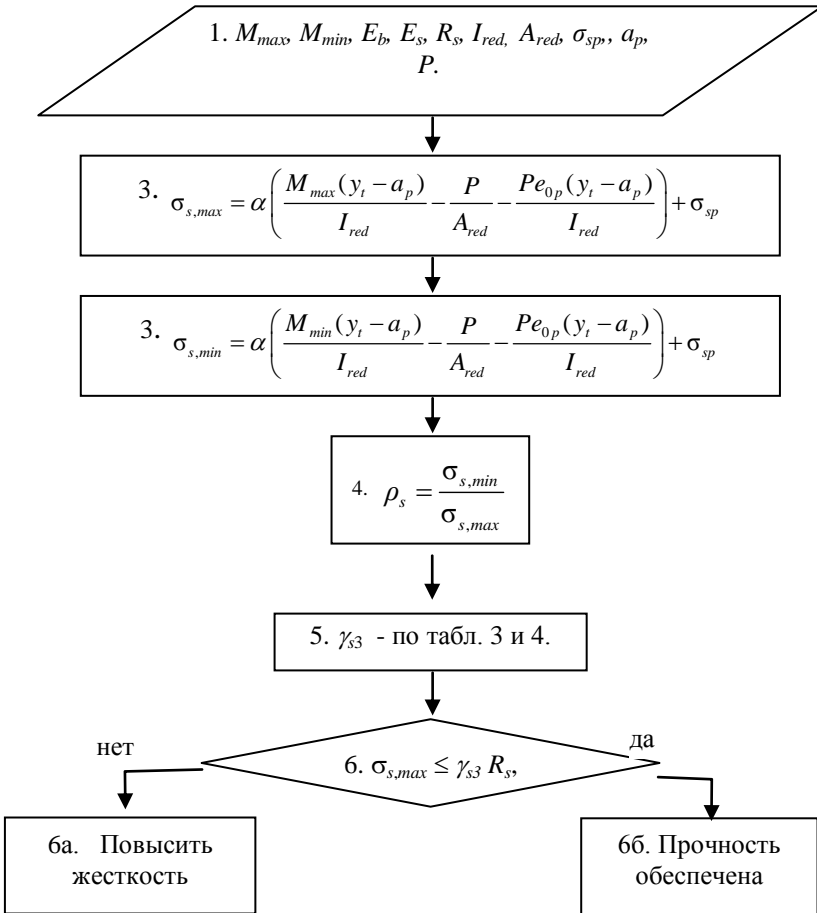 1. M_max, M_min, E_b, E_s, R_s, I_red, A_red, σ_sp,, a_p,
P.
3. σ_s,max = α( M_max(y_t − a_p)/I_red − P/A_red − Pe_0p(y_t − a_p)/I_red ) + σ_sp
3. σ_s,min = α( M_min(y_t − a_p)/I_red − P/A_red − Pe_0p(y_t − a_p)/I_red ) + σ_sp
4. ρ_s = σ_s,min/σ_s,max
5. γ_s3 - по табл. 3 и 4.
нет
да
6. σ_s,max ≤ γ_s3 R_s,
6а. Повысить
жесткость
6б. Прочность
обеспечена